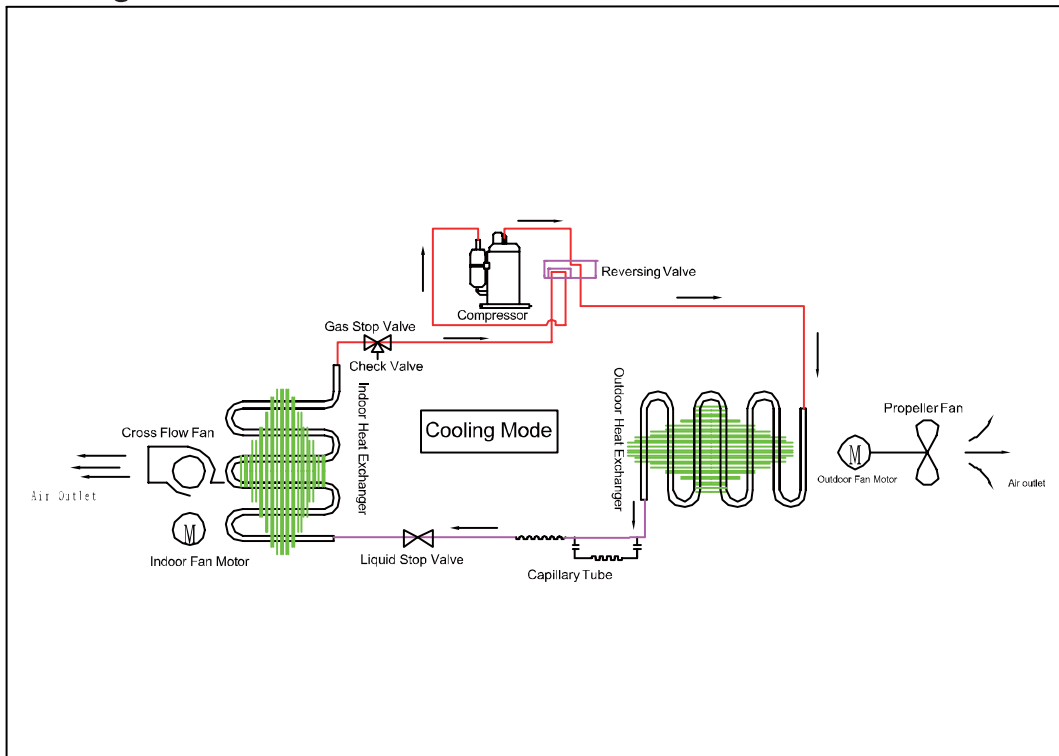 Reversing Valve
Compressor
Gas Stop Valve
Check Valve
Indoor Heat Exchanger
Outdoor Heat Exchanger
Cooling Mode
Propeller Fan
Cross Flow Fan
M
Outdoor Fan Motor
Air outlet
Air Outlet
M
Indoor Fan Motor
Liquid Stop Valve
Capillary Tube